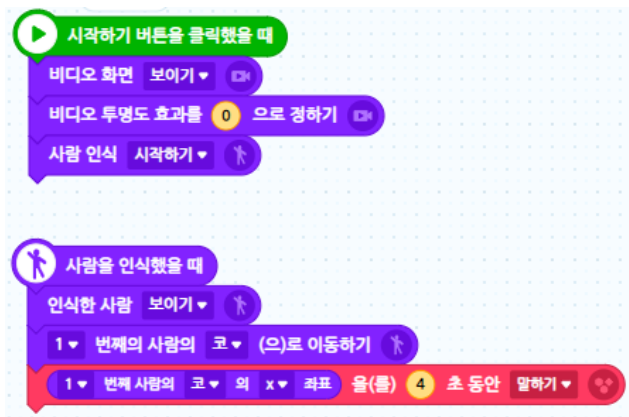 시작하기 버튼을 클릭했을 때
비디오 화면 보이기
비디오 투명도 효과를 0 으로 정하기
사람 인식 시작하기
사람을 인식했을 때
인식한 사람 보이기
1 번째의 사람의 코 (으)로 이동하기
1 번째 사람의 코 의 x 좌표 을(를) 4 초 동안 말하기